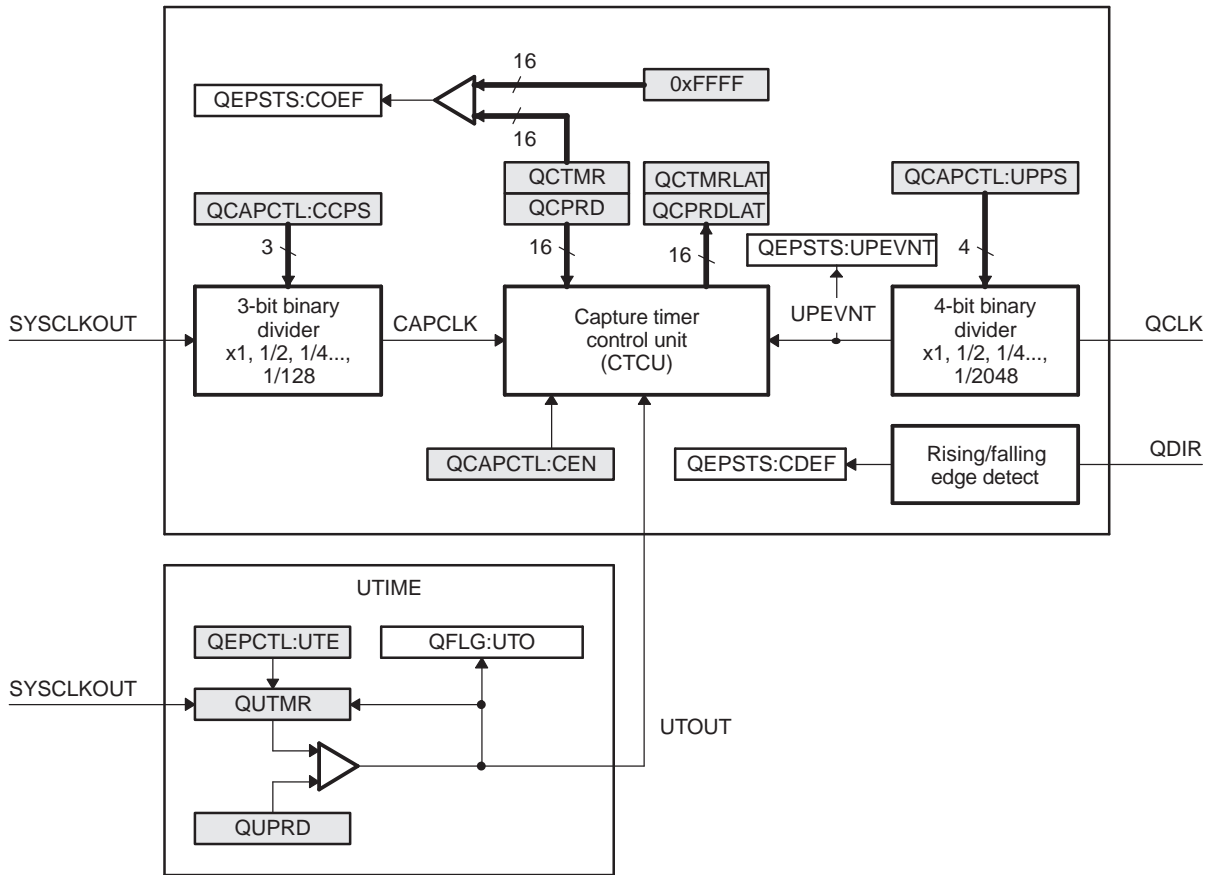 16
0xFFFF
QEPSTS:COEF
16
QCTMR
QCTMRLAT
QCAPCTL:UPPS
QCAPCTL:CCPS
QCPRD
QCPRDLAT
3
16
16
QEPSTS:UPEVNT
4
SYSCLKOUT
3-bit binary
divider
x1, 1/2, 1/4...,
1/128
CAPCLK
Capture timer
control unit
(CTCU)
UPEVNT
4-bit binary
divider
x1, 1/2, 1/4...,
1/2048
QCLK
QCAPCTL:CEN
QEPSTS:CDEF
Rising/falling
edge detect
QDIR
UTIME
QEPCTL:UTE
QFLG:UTO
SYSCLKOUT
QUTMR
UTOUT
QUPRD